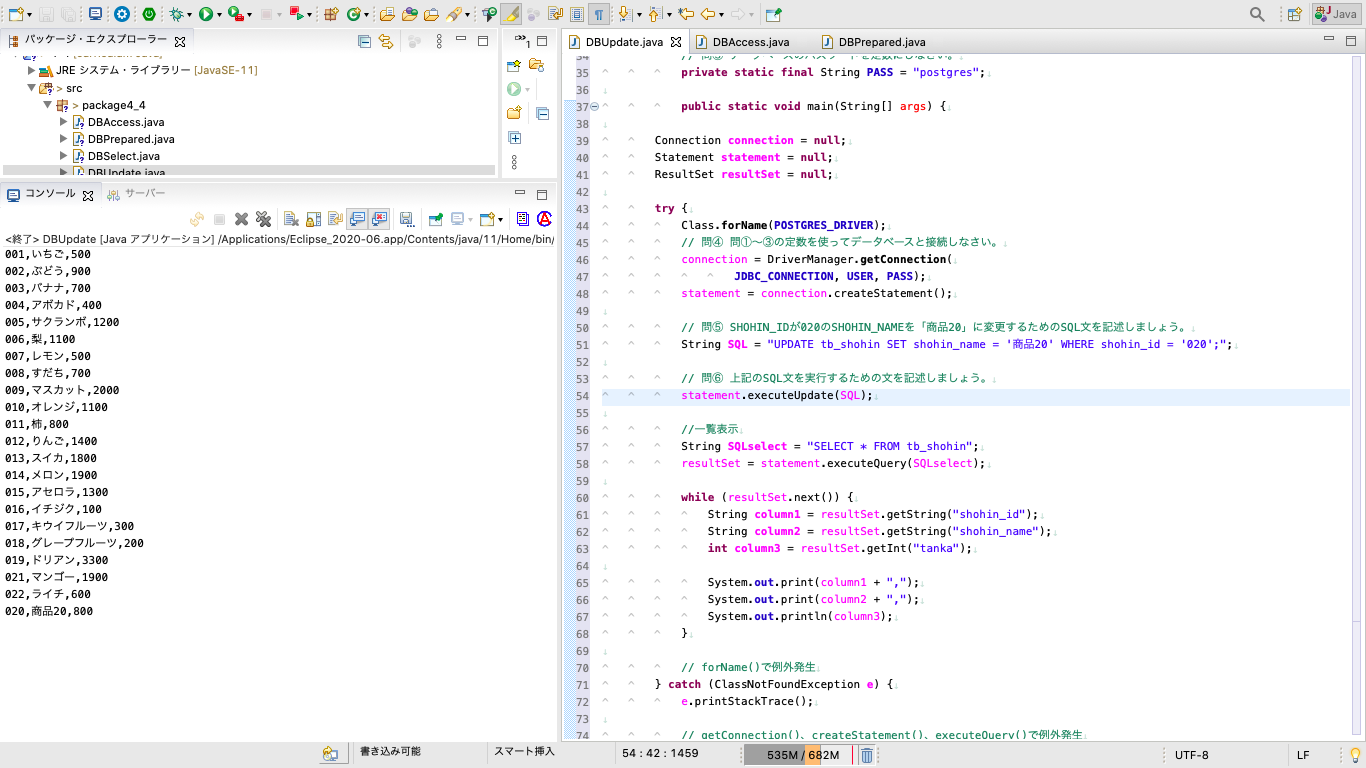 Java
パッケージ・エクスプローラー
JRE システム・ライブラリー [JavaSE-11]
> src
> package4_4
DBAccess.java
DBPrepared.java
DBSelect.java
DBUpdate.java
コンソール サーバー
<終了> DBUpdate [Java アプリケーション] /Applications/Eclipse_2020-06.app/Contents/java/11/Home/bin/
001,いちご,500
002,ぶどう,900
003,バナナ,700
004,アボカド,400
005,サクランボ,1200
006,梨,1100
007,レモン,500
008,すだち,700
009,マスカット,2000
010,オレンジ,1100
011,柿,800
012,りんご,1400
013,スイカ,1800
014,メロン,1900
015,アセロラ,1300
016,イチジク,100
017,キウイフルーツ,300
018,グレープフルーツ,200
019,ドリアン,3300
021,マンゴー,1900
022,ライチ,600
020,商品20,800
DBUpdate.java DBAccess.java DBPrepared.java
34
35 private static final String PASS = "postgres";
36
37 public static void main(String[] args) {
38
39 Connection connection = null;
40 Statement statement = null;
41 ResultSet resultSet = null;
42
43 try {
44 Class.forName(POSTGRES_DRIVER);
45 // 問④ 問①～③の定数を使ってデータベースと接続しなさい。
46 connection = DriverManager.getConnection(
47 JDBC_CONNECTION, USER, PASS);
48 statement = connection.createStatement();
49
50 // 問⑤ SHOHIN_IDが020のSHOHIN_NAMEを「商品20」に変更するためのSQL文を記述しましょう。
51 String SQL = "UPDATE tb_shohin SET shohin_name = '商品20' WHERE shohin_id = '020';";
52
53 // 問⑥ 上記のSQL文を実行するための文を記述しましょう。
54 statement.executeUpdate(SQL);
55
56 //一覧表示
57 String SQLselect = "SELECT * FROM tb_shohin";
58 resultSet = statement.executeQuery(SQLselect);
59
60 while (resultSet.next()) {
61 String column1 = resultSet.getString("shohin_id");
62 String column2 = resultSet.getString("shohin_name");
63 int column3 = resultSet.getInt("tanka");
64
65 System.out.print(column1 + ",");
66 System.out.print(column2 + ",");
67 System.out.println(column3);
68 }
69
70 // forName()で例外発生
71 } catch (ClassNotFoundException e) {
72 e.printStackTrace();
73
74 // getConnection()、createStatement()、executeQuery()で例外発生
書き込み可能 スマート挿入 54 : 42 : 1459 535M / 682M UTF-8 LF